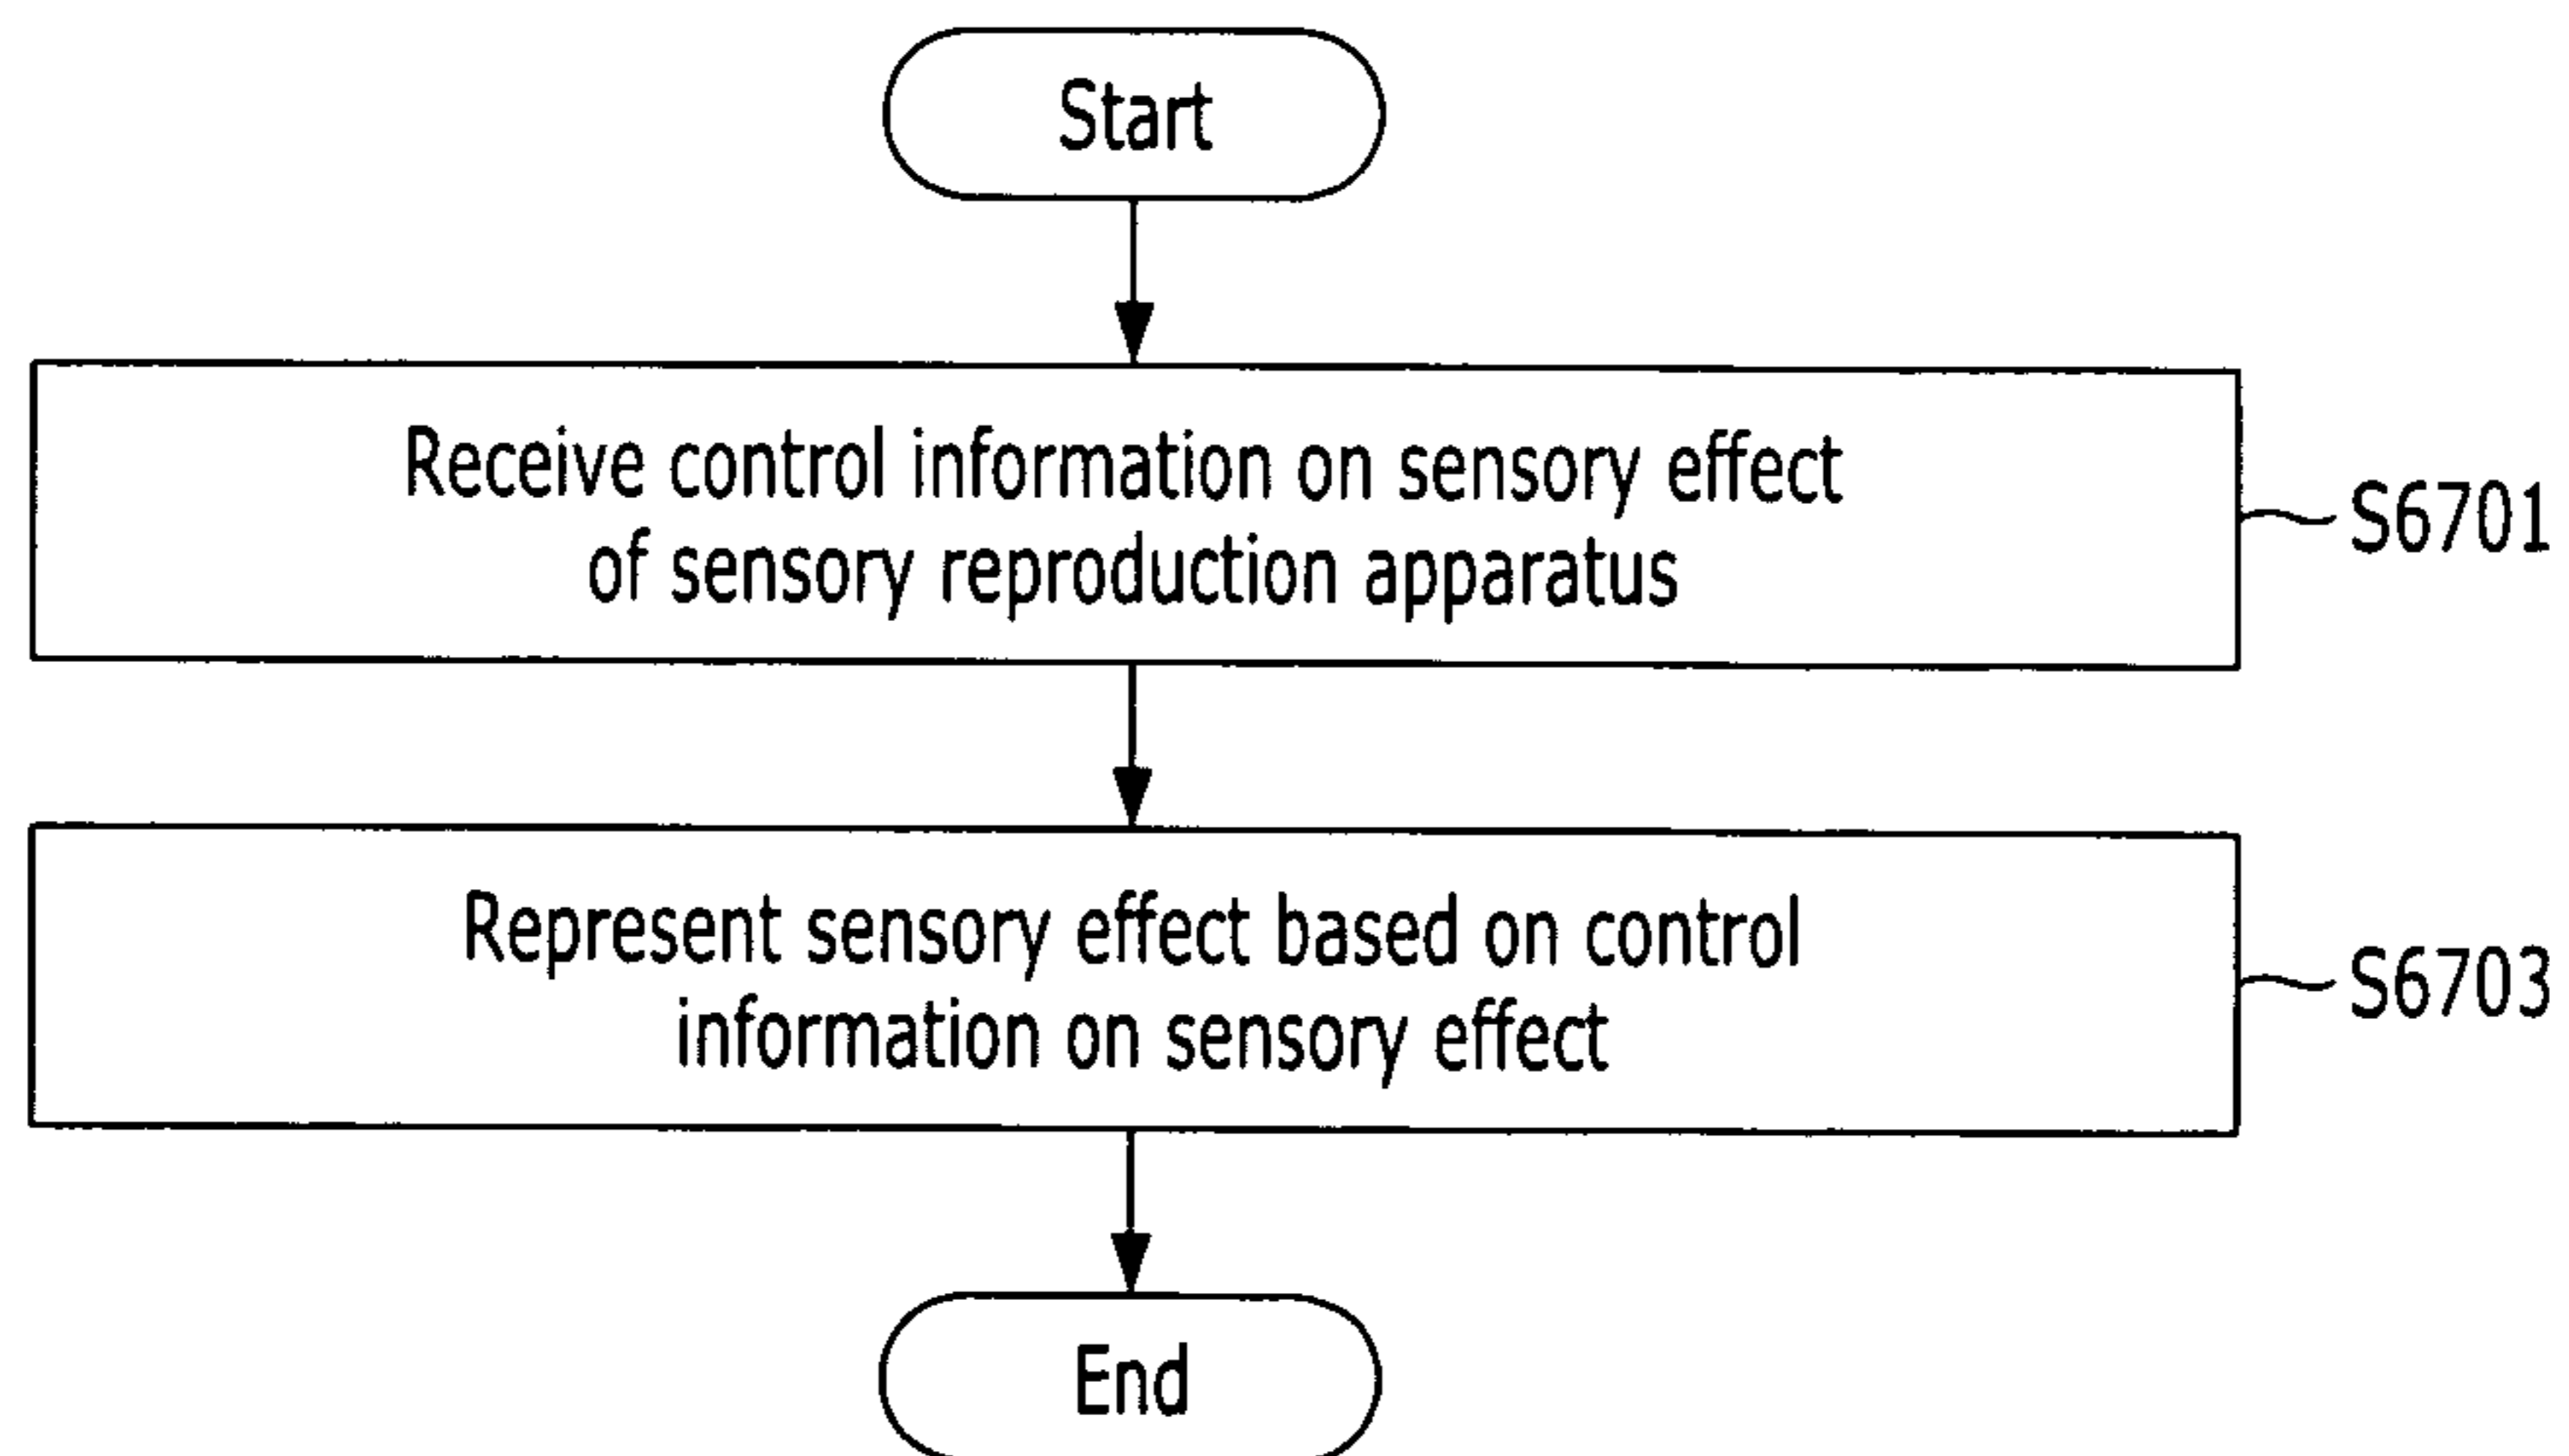 Start
Receive control information on sensory effect
of sensory reproduction apparatus
S6701
Represent sensory effect based on control
information on sensory effect
S6703
End